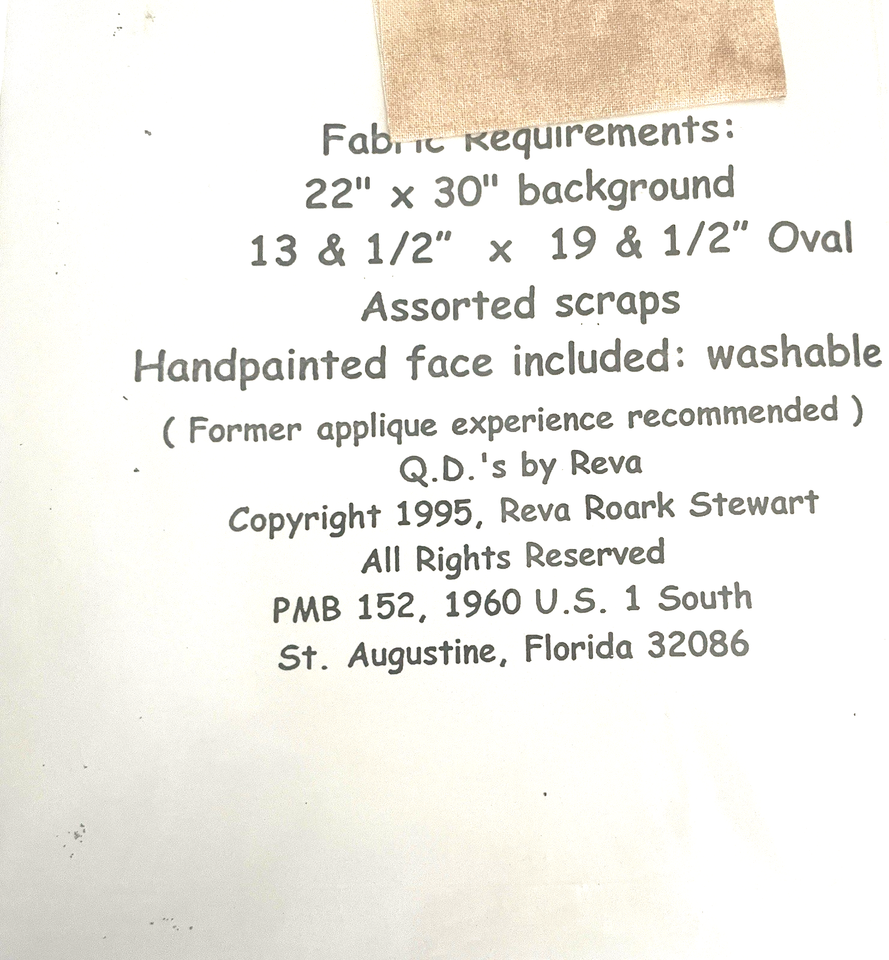 Fabric Requirements:
22" x 30" background
13 & 1/2" x 19 & 1/2" Oval
Assorted scraps
Handpainted face included: washable
( Former applique experience recommended )
Q.D.'s by Reva
Copyright 1995, Reva Roark Stewart
All Rights Reserved
PMB 152, 1960 U.S. 1 South
St. Augustine, Florida 32086